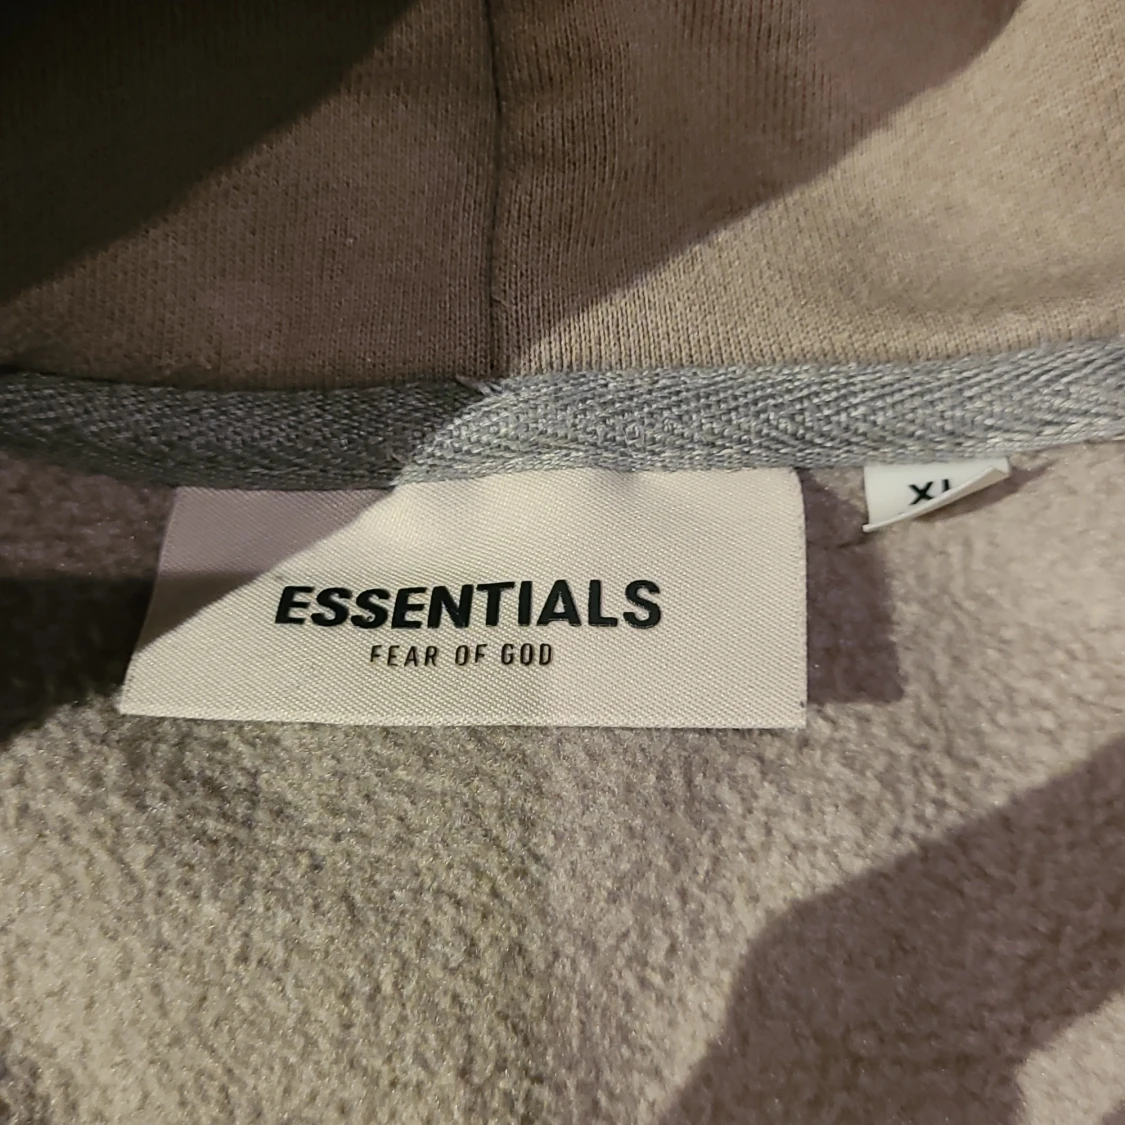 ESSENTIALS
FEAR OF GOD
XL